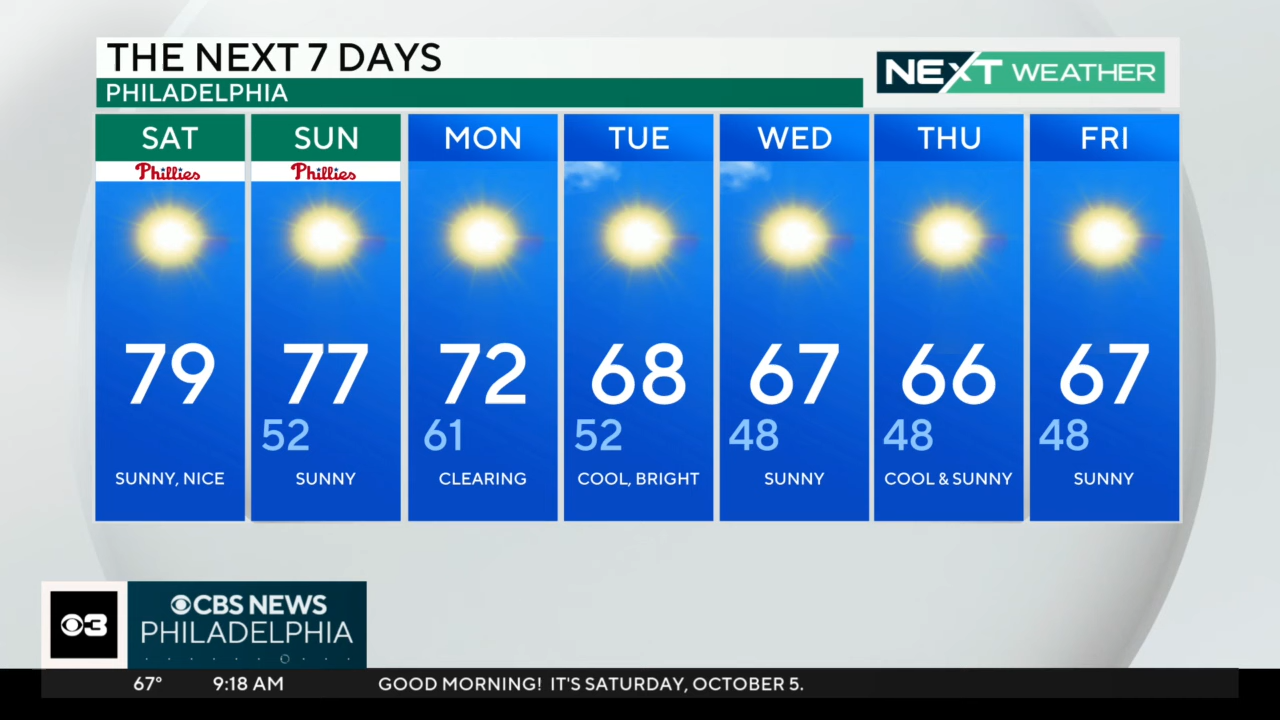 THE NEXT 7 DAYS
NEXT WEATHER
PHILADELPHIA
SAT SUN MON TUE WED THU FRI
Phillies Phillies
79 77 72 68 67 66 67
52 61 52 48 48 48
SUNNY, NICE SUNNY CLEARING COOL, BRIGHT SUNNY COOL & SUNNY SUNNY
CBS NEWS
3 PHILADELPHIA
67° 9:18 AM GOOD MORNING! IT'S SATURDAY, OCTOBER 5.